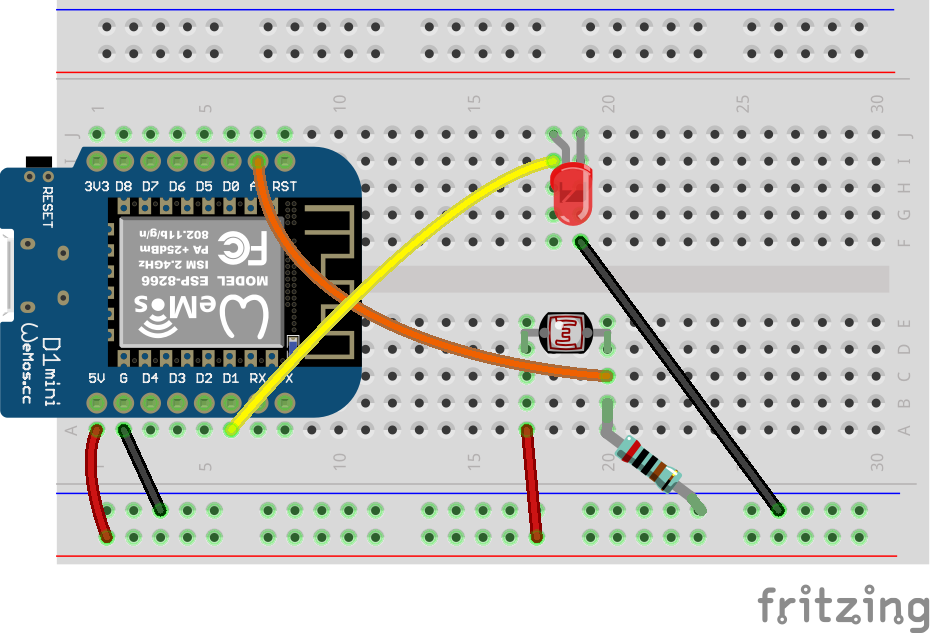 1 5 10 15 20 25 30
J J
I I
3V3 D8 D7 D6 D5 D0 A RST
H
G
F
RESET
802.11b/g/n
PA +25dBm
ISM 2.4GHz
MODEL ESP-8266
FC
WeMos
D1 mini
WeMos.cc
E
D
5V G D4 D3 D2 D1 RX X
C
B
A A
5 10 15 20 25 30
fritzing